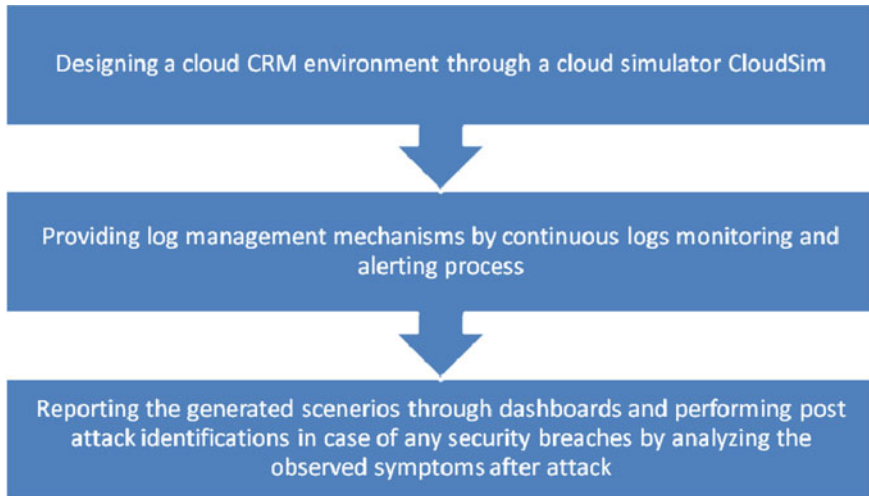 Designing a cloud CRM environment through a cloud simulator CloudSim
Providing log management mechanisms by continuous logs monitoring and
alerting process
Reporting the generated scenerios through dashboards and performing post
attack identifications in case of any security breaches by analyzing the
observed symptoms after attack